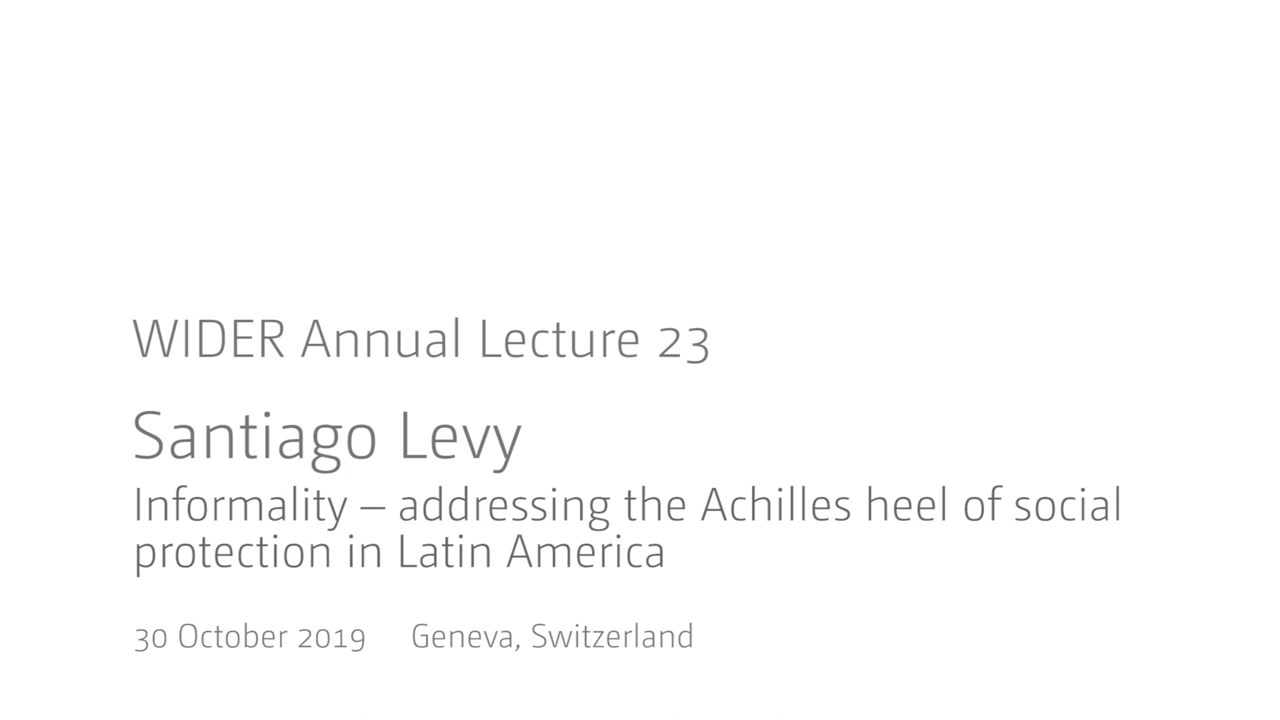 WIDER Annual Lecture 23
Santiago Levy
Informality – addressing the Achilles heel of social
protection in Latin America
30 October 2019 Geneva, Switzerland